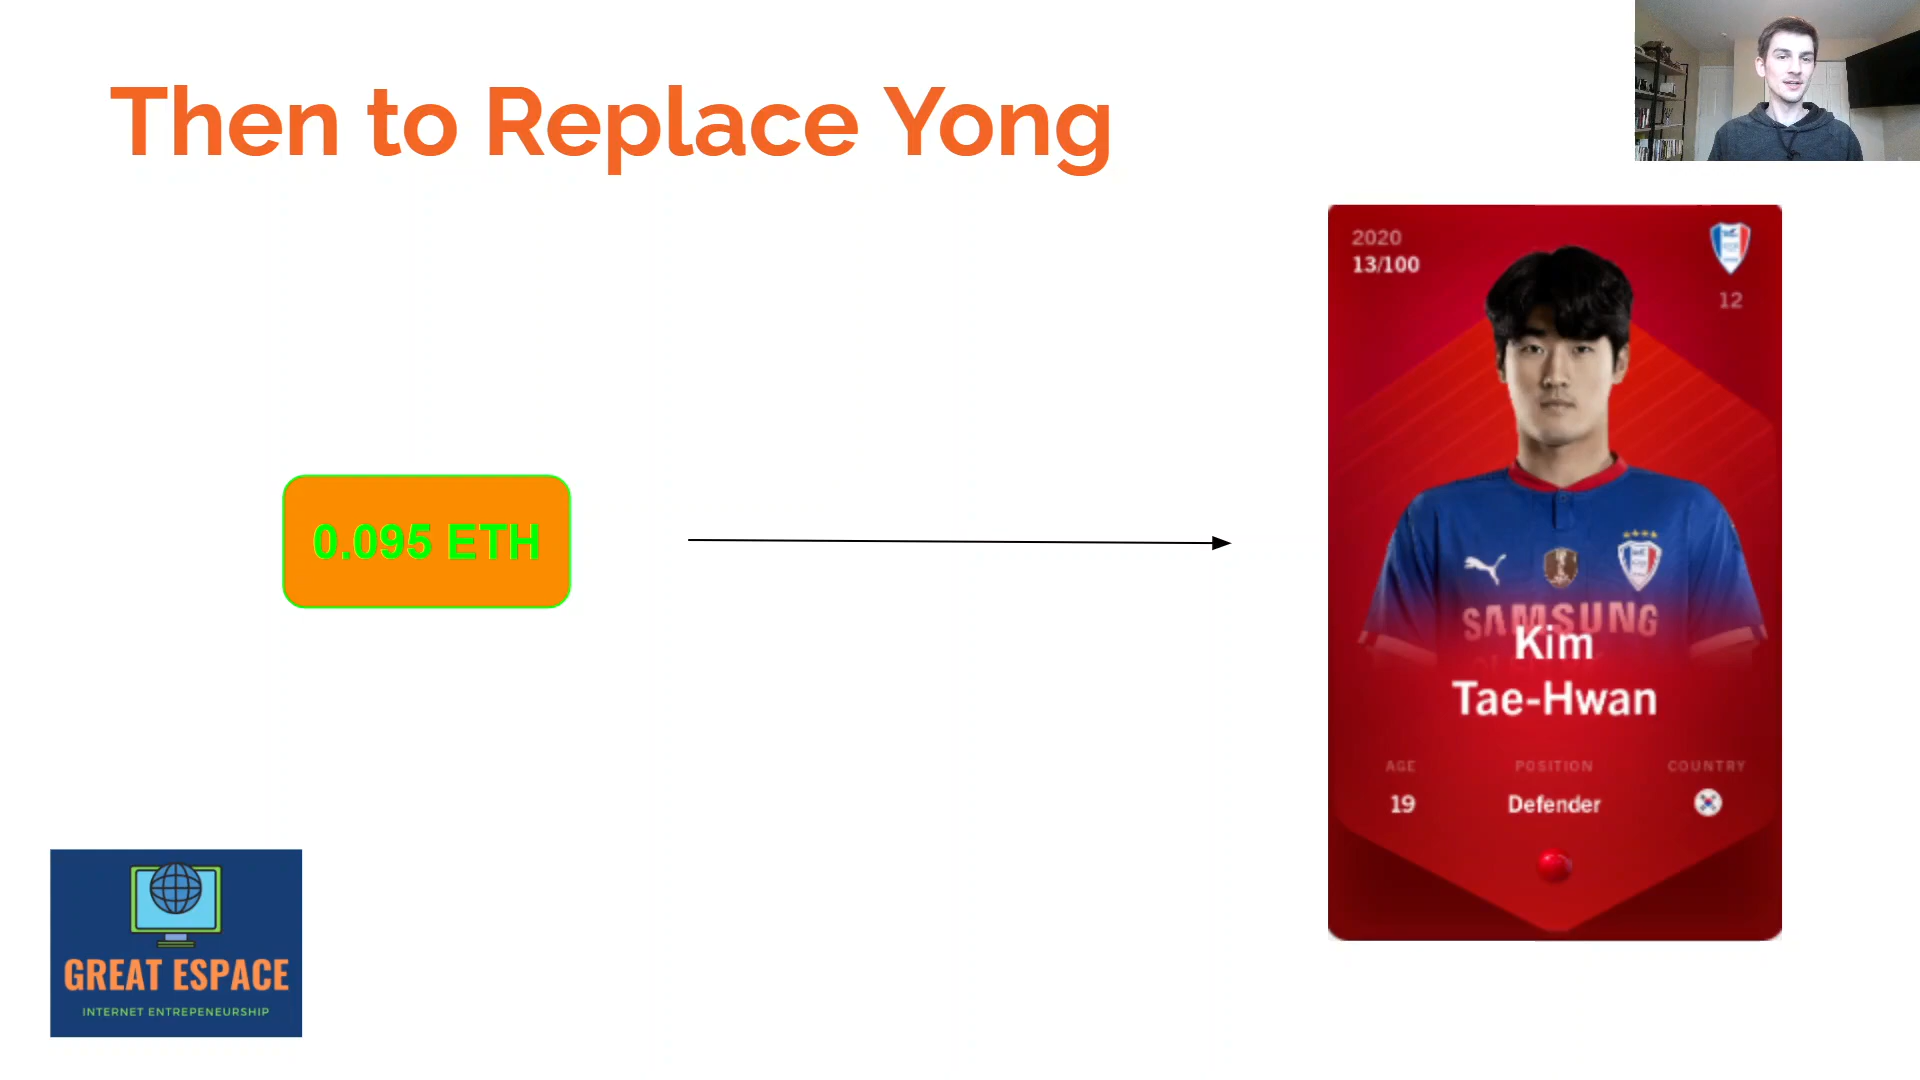 Then to Replace Yong
2020
13/100
12
0.095 ETH
SAMSUNG
Kim
Tae-Hwan
AGE
POSITION
COUNTRY
19
Defender
GREAT ESPACE
INTERNET ENTREPENEURSHIP